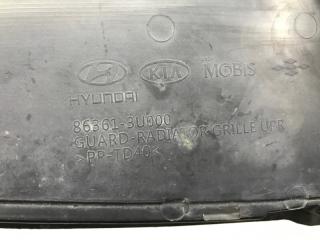 KIA MOBIS
HYUNDAI
86361-3U000
GUARD-RADIATOR GRILLE UPR
>PP-TD40<